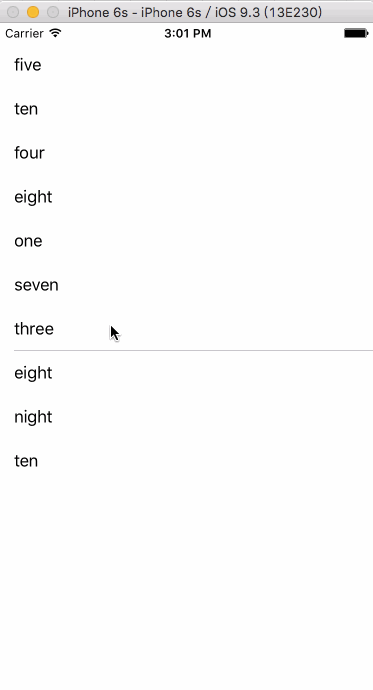 iPhone 6s - iPhone 6s / iOS 9.3 (13E230)
Carrier 3:01 PM
five
ten
four
eight
one
seven
three
eight
night
ten